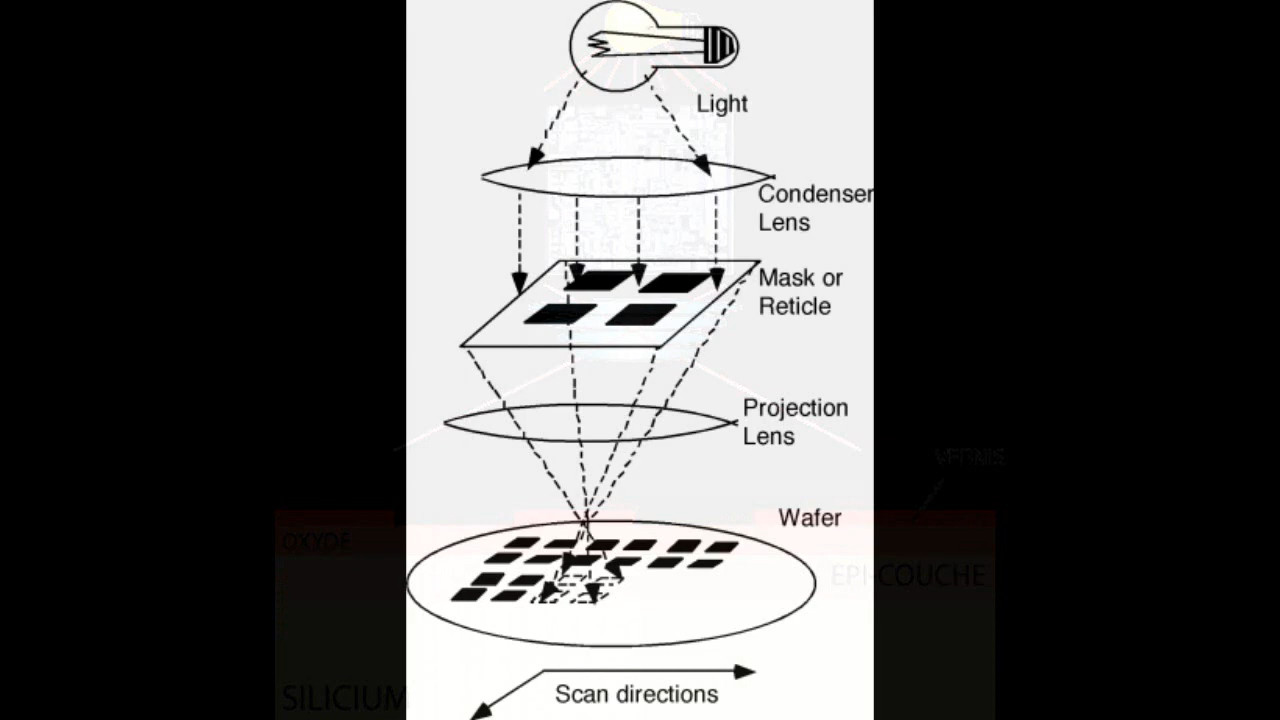 Light
Condenser
Lens
Mask or
Reticle
Projection
Lens
VERNIS
Wafer
OXYDE
EPI-COUCHE
Scan directions
SILICIUM